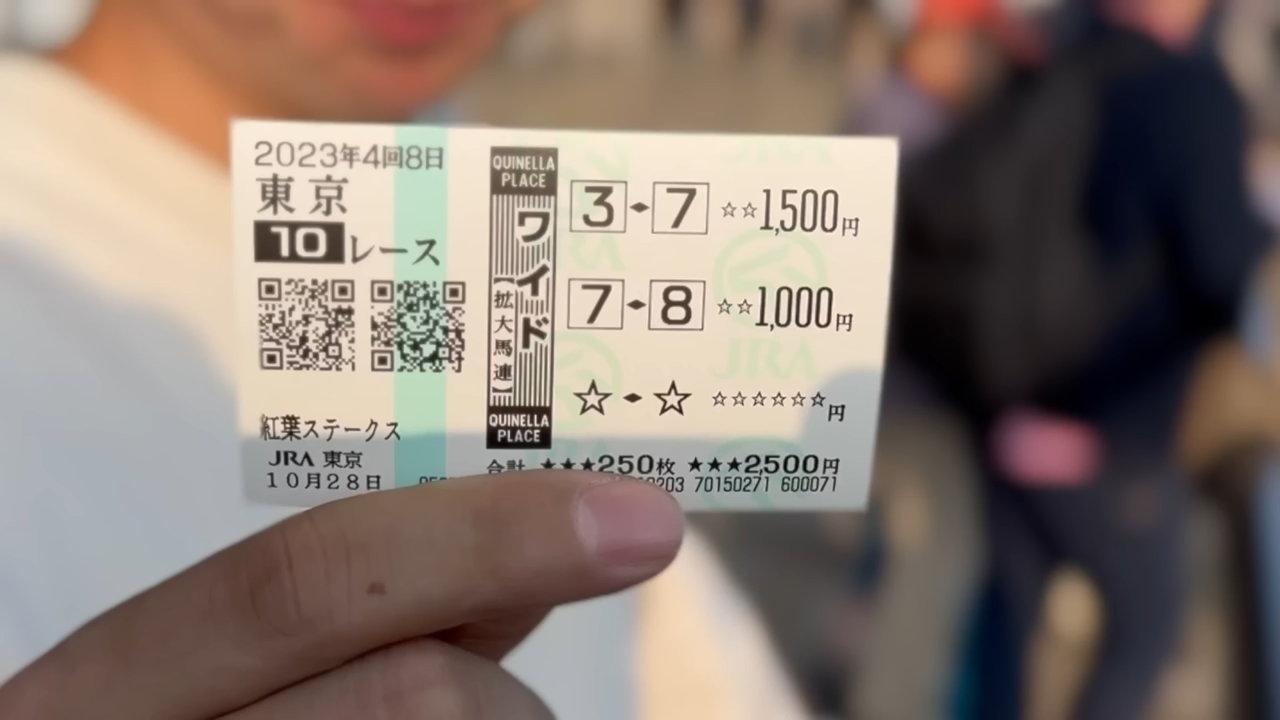 2023年4回8日
東京
10レース
紅葉ステークス
JRA 東京
10月28日
QUINELLA
PLACE
ワイド
【拡大馬連】
QUINELLA
PLACE
3 7 ☆☆1,500円
7 8 ☆☆1,000円
☆ ☆ ☆☆☆☆☆☆円
合計 ★★★250枚 ★★★2,500円
70150271 600071
JRA